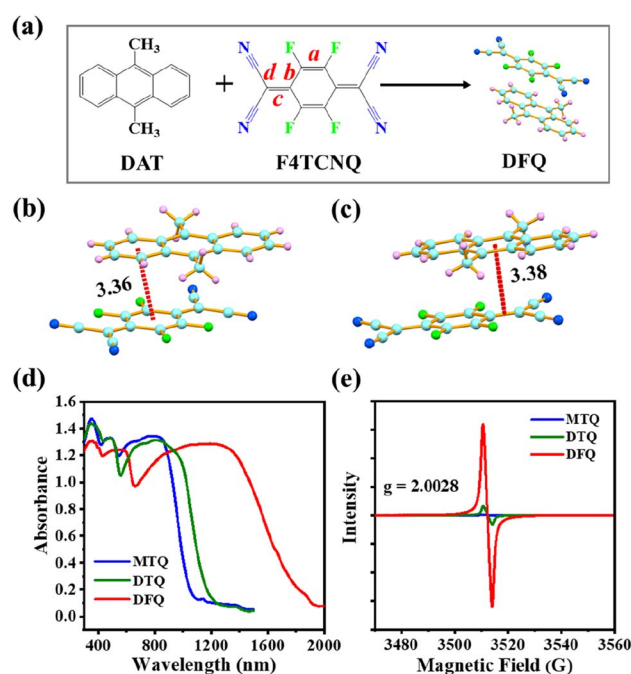 (a)
CH₃
CH₃
DAT
+
N N
F F
a
d b
c
N F F N
F4TCNQ
DFQ
(b)
3.36
(c)
3.38
(d)
1.6
1.4
1.2
1.0
0.8
0.6
0.4
0.2
0.0
Absorbance
MTQ
DTQ
DFQ
400 800 1200 1600 2000
Wavelength (nm)
(e)
Intensity
g = 2.0028
MTQ
DTQ
DFQ
3480 3500 3520 3540 3560
Magnetic Field (G)